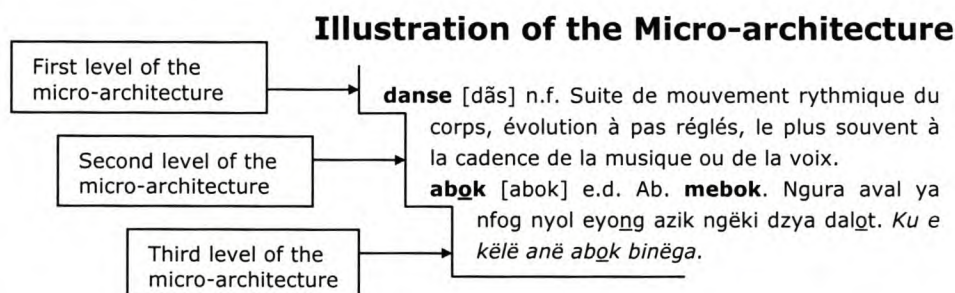 Illustration of the Micro-architecture
First level of the
micro-architecture
danse [dãs] n.f. Suite de mouvement rythmique du
corps, évolution à pas réglés, le plus souvent à
la cadence de la musique ou de la voix.
Second level of the
micro-architecture
abo̲k [abok] e.d. Ab. mebok. Ngura aval ya
nfog nyol eyon̲g azik ngëki dzya dalo̲t. Ku e
këlë anë abo̲k binëga.
Third level of the
micro-architecture